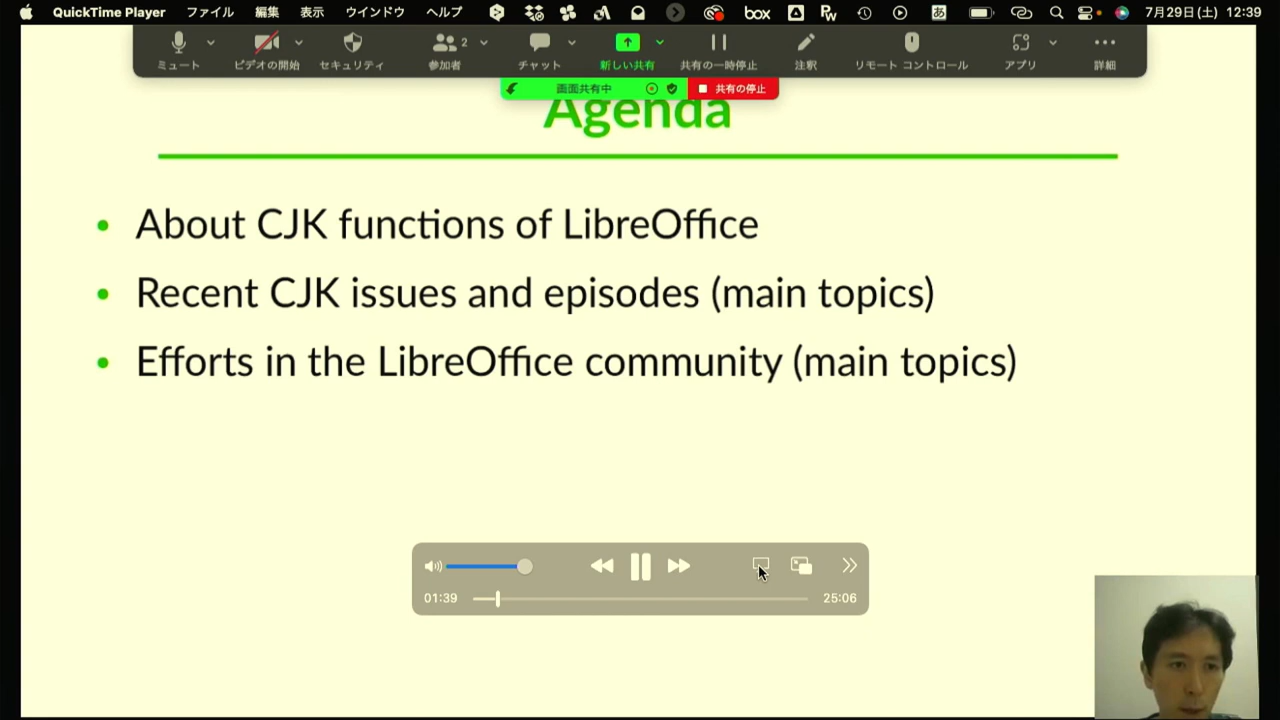 QuickTime Player ファイル 編集 表示 ウインドウ ヘルプ box あ 7月29日(土) 12:39
ミュート ビデオの開始 セキュリティ 参加者 2 チャット 新しい共有 共有の一時停止 注釈 リモート コントロール アプリ 詳細
画面共有中 共有の停止
Agenda
• About CJK functions of LibreOffice
• Recent CJK issues and episodes (main topics)
• Efforts in the LibreOffice community (main topics)
01:39 25:06